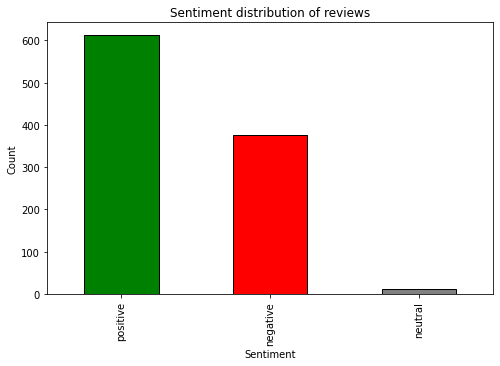 Sentiment distribution of reviews
600
500
400
300
200
100
0
Count
positive
negative
neutral
Sentiment